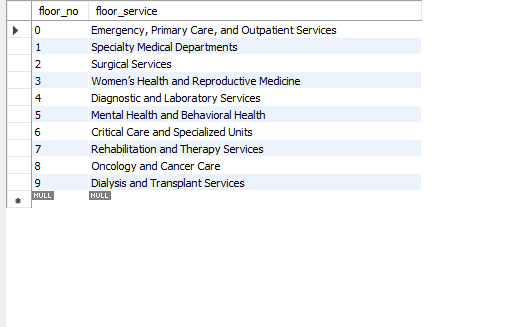 floor_no floor_service
0 Emergency, Primary Care, and Outpatient Services
1 Specialty Medical Departments
2 Surgical Services
3 Women’s Health and Reproductive Medicine
4 Diagnostic and Laboratory Services
5 Mental Health and Behavioral Health
6 Critical Care and Specialized Units
7 Rehabilitation and Therapy Services
8 Oncology and Cancer Care
9 Dialysis and Transplant Services
NULL NULL